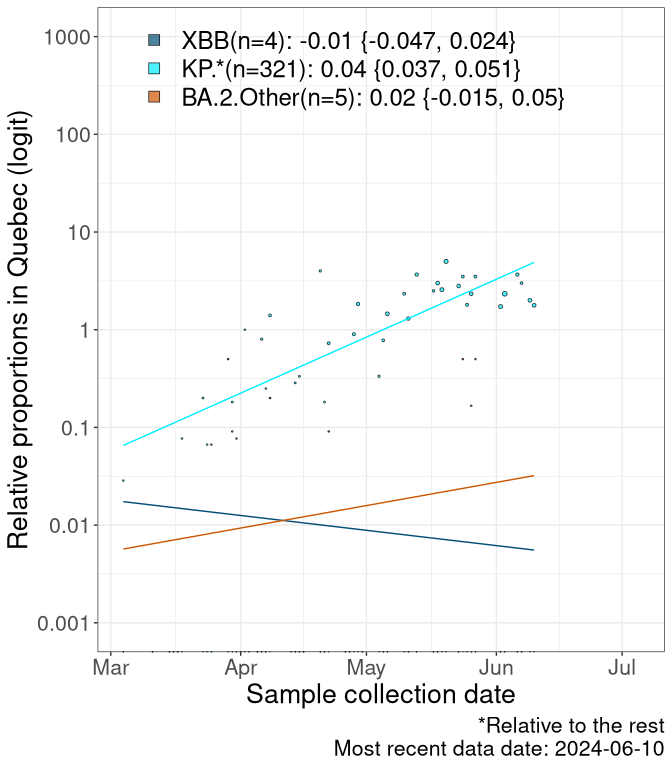 XBB(n=4): -0.01 {-0.047, 0.024}
KP.*(n=321): 0.04 {0.037, 0.051}
BA.2.Other(n=5): 0.02 {-0.015, 0.05}
Relative proportions in Quebec (logit)
1000
100
10
1
0.1
0.01
0.001
Mar Apr May Jun Jul
Sample collection date
*Relative to the rest
Most recent data date: 2024-06-10